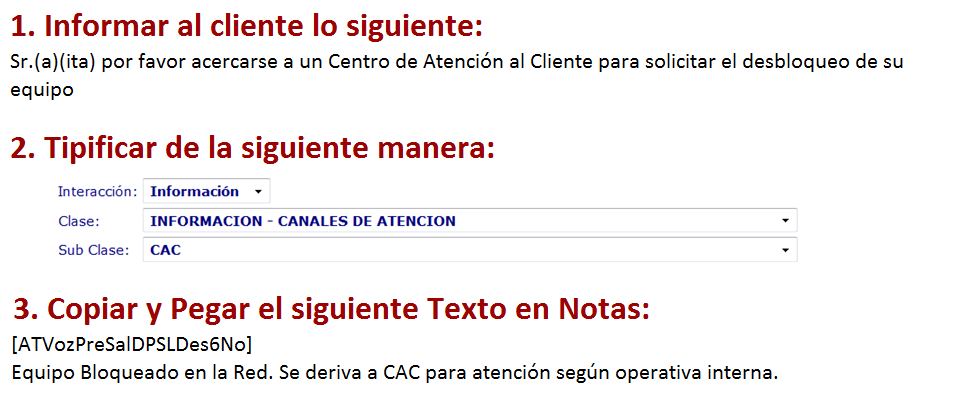 1. Informar al cliente lo siguiente:
Sr.(a)(ita) por favor acercarse a un Centro de Atención al Cliente para solicitar el desbloqueo de su
equipo
2. Tipificar de la siguiente manera:
Interacción: Información
Clase: INFORMACION - CANALES DE ATENCION
Sub Clase: CAC
3. Copiar y Pegar el siguiente Texto en Notas:
[ATVozPreSalDPSLDes6No]
Equipo Bloqueado en la Red. Se deriva a CAC para atención según operativa interna.